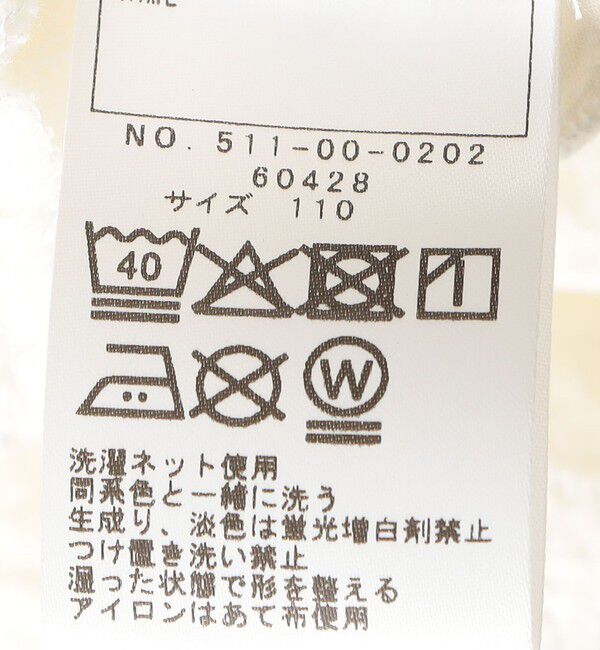 NO. 511-00-0202
60428
サイズ 110
40
W
洗濯ネット使用
同系色と一緒に洗う
生成り、淡色は蛍光増白剤禁止
つけ置き洗い禁止
湿った状態で形を整える
アイロンはあて布使用